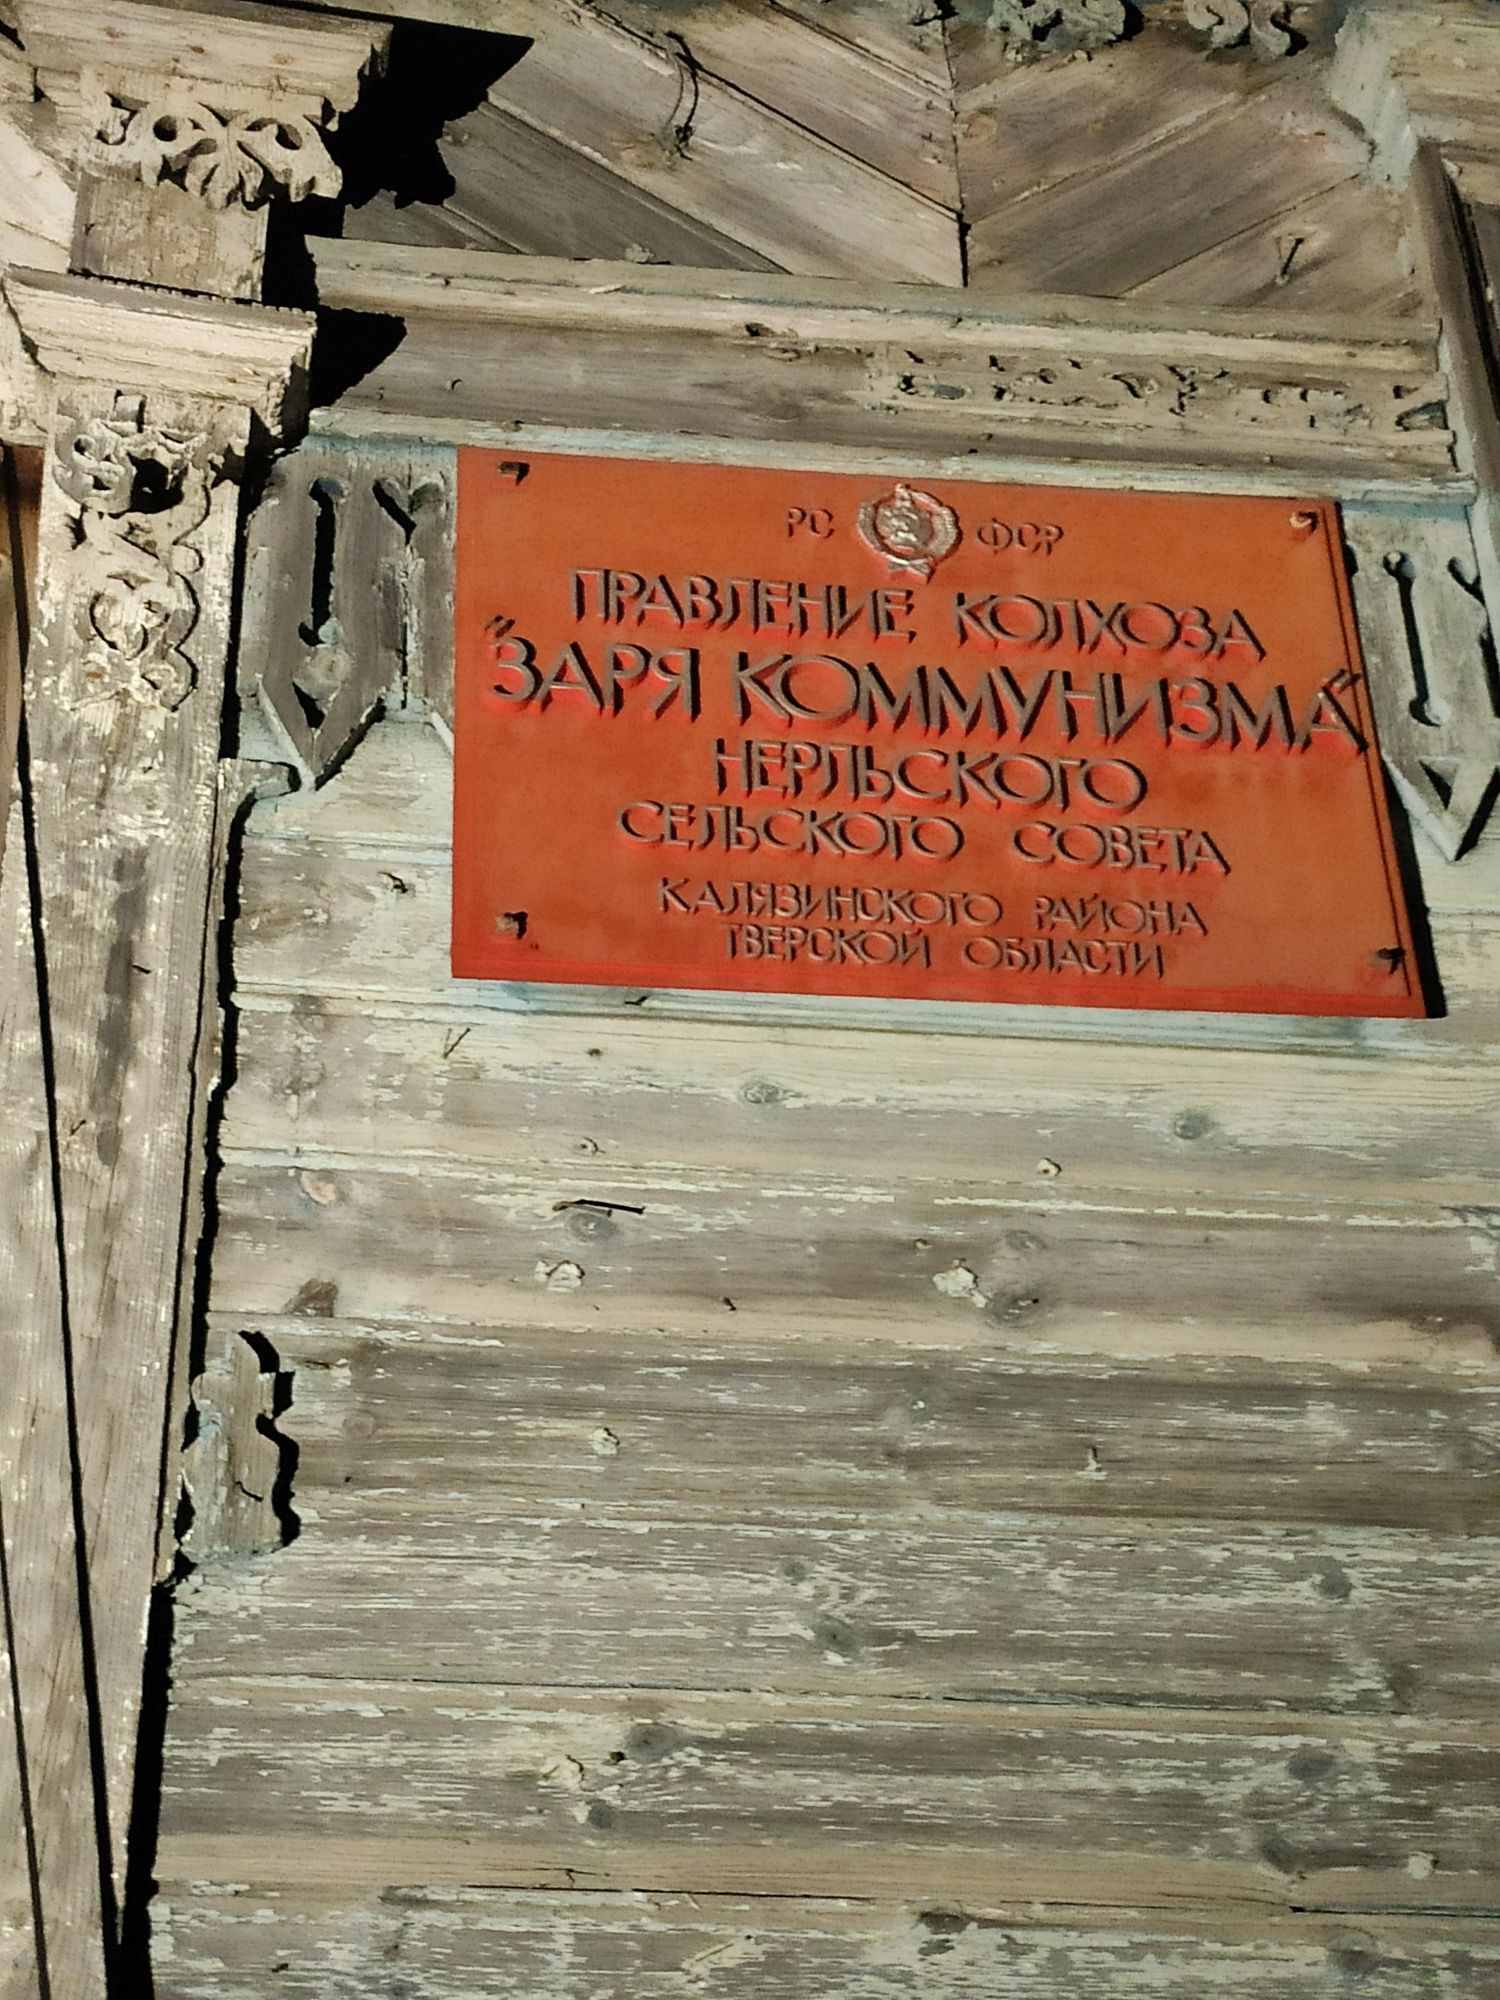 РС ФСР
ПРАВЛЕНИЕ КОЛХОЗА
"ЗАРЯ КОММУНИЗМА"
НЕРЛЬСКОГО
СЕЛЬСКОГО СОВЕТА
КАЛЯЗИНСКОГО РАЙОНА
ТВЕРСКОЙ ОБЛАСТИ